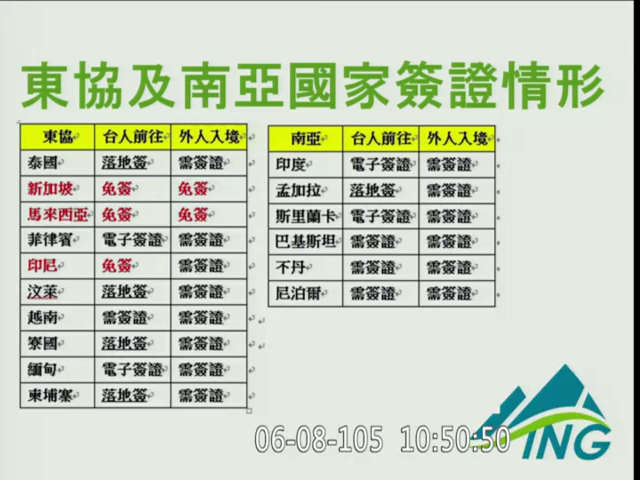 東協及南亞國家簽證情形
東協 台人前往 外人入境
泰國 落地簽 需簽證
新加坡 免簽 免簽
馬來西亞 免簽 免簽
菲律賓 電子簽證 需簽證
印尼 免簽 需簽證
汶萊 落地簽 需簽證
越南 需簽證 需簽證
寮國 落地簽 需簽證
緬甸 電子簽證 需簽證
柬埔寨 落地簽 需簽證
南亞 台人前往 外人入境
印度 電子簽證 需簽證
孟加拉 落地簽 需簽證
斯里蘭卡 電子簽證 需簽證
巴基斯坦 需簽證 需簽證
不丹 需簽證 需簽證
尼泊爾 需簽證 需簽證
06-08-105 10:50:50
ING